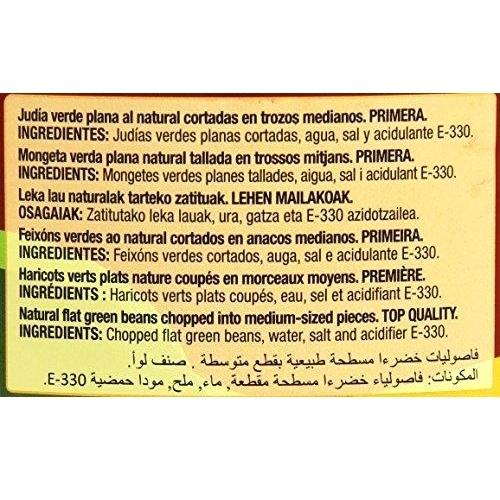 Judía verde plana al natural cortadas en trozos medianos. PRIMERA.
INGREDIENTES: Judías verdes planas cortadas, agua, sal y acidulante E-330.
Mongeta verda plana natural tallada en trossos mitjans. PRIMERA.
INGREDIENTS: Mongetes verdes planes tallades, aigua, sal i acidulant E-330.
Leka lau naturalak tarteko zatituak. LEHEN MAILAKOAK.
OSAGAIAK: Zatitutako leka lauak, ura, gatza eta E-330 azidotzailea.
Feixóns verdes ao natural cortados en anacos medianos. PRIMEIRA.
INGREDIENTES: Feixóns verdes cortados, auga, sal e acidulante E-330.
Haricots verts plats nature coupés en morceaux moyens. PREMIÈRE.
INGRÉDIENTS : Haricots verts plats coupés, eau, sel et acidifiant E-330.
Natural flat green beans chopped into medium-sized pieces. TOP QUALITY.
INGREDIENTS: Chopped flat green beans, water, salt and acidifier E-330.
فاصوليات خضرءا مسطحة طبيعية بقطع متوسطة . صنف لوأ.
المكونات: فاصولياء خضرءا مسطحة مقطعة, ماء, ملح, مودا حمضية E-330.